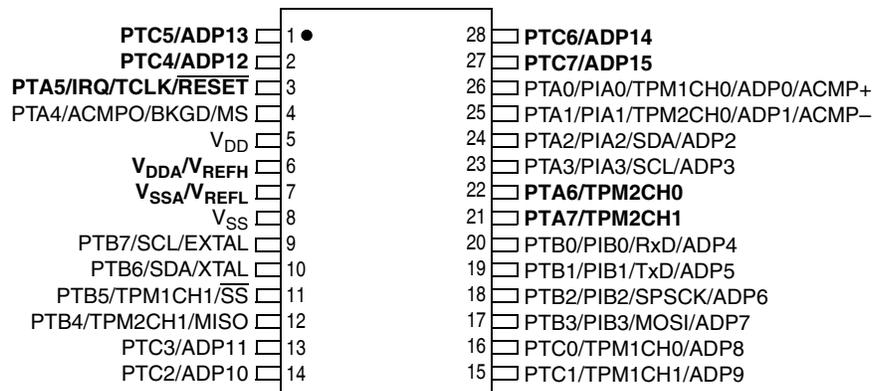 PTC5/ADP13 1 28 PTC6/ADP14
PTC4/ADP12 2 27 PTC7/ADP15
PTA5/IRQ/TCLK/RESET 3 26 PTA0/PIA0/TPM1CH0/ADP0/ACMP+
PTA4/ACMPO/BKGD/MS 4 25 PTA1/PIA1/TPM2CH0/ADP1/ACMP–
VDD 5 24 PTA2/PIA2/SDA/ADP2
VDDA/VREFH 6 23 PTA3/PIA3/SCL/ADP3
VSSA/VREFL 7 22 PTA6/TPM2CH0
VSS 8 21 PTA7/TPM2CH1
PTB7/SCL/EXTAL 9 20 PTB0/PIB0/RxD/ADP4
PTB6/SDA/XTAL 10 19 PTB1/PIB1/TxD/ADP5
PTB5/TPM1CH1/SS 11 18 PTB2/PIB2/SPSCK/ADP6
PTB4/TPM2CH1/MISO 12 17 PTB3/PIB3/MOSI/ADP7
PTC3/ADP11 13 16 PTC0/TPM1CH0/ADP8
PTC2/ADP10 14 15 PTC1/TPM1CH1/ADP9